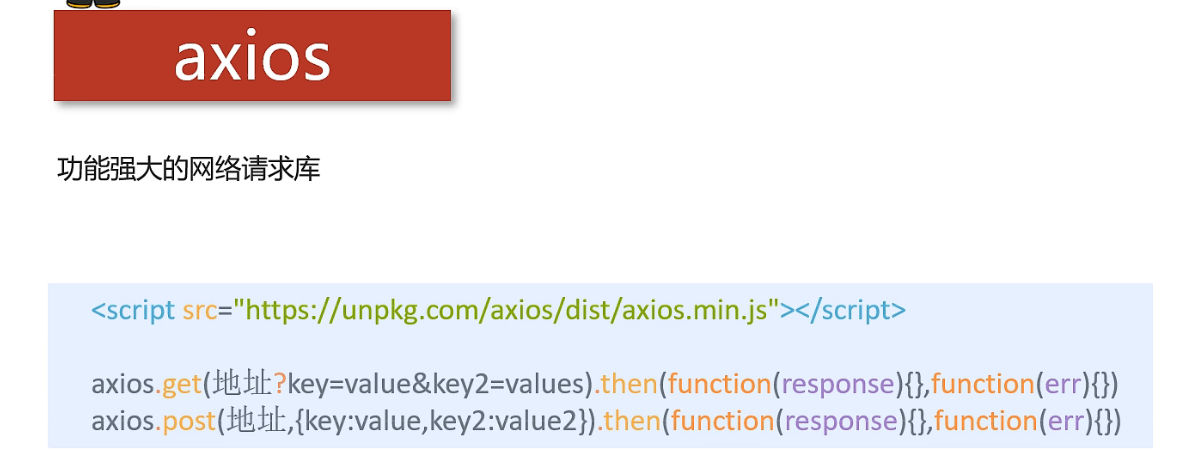 axios
功能强大的网络请求库
<script src="https://unpkg.com/axios/dist/axios.min.js"></script>
axios.get(地址?key=value&key2=values).then(function(response){},function(err){})
axios.post(地址,{key:value,key2:value2}).then(function(response){},function(err){})